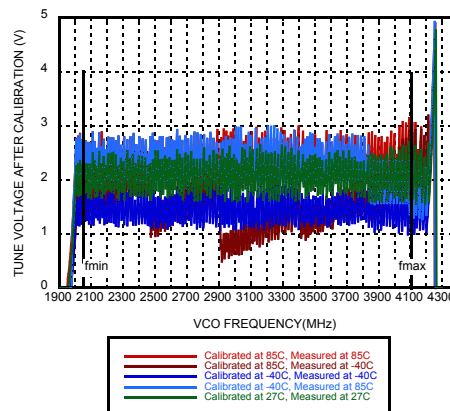 5
4
3
2
1
0
TUNE VOLTAGE AFTER CALIBRATION (V)
fmin
fmax
1900 2100 2300 2500 2700 2900 3100 3300 3500 3700 3900 4100 4300
VCO FREQUENCY(MHz)
Calibrated at 85C, Measured at 85C
Calibrated at 85C, Measured at -40C
Calibrated at -40C, Measured at -40C
Calibrated at -40C, Measured at 85C
Calibrated at 27C, Measured at 27C